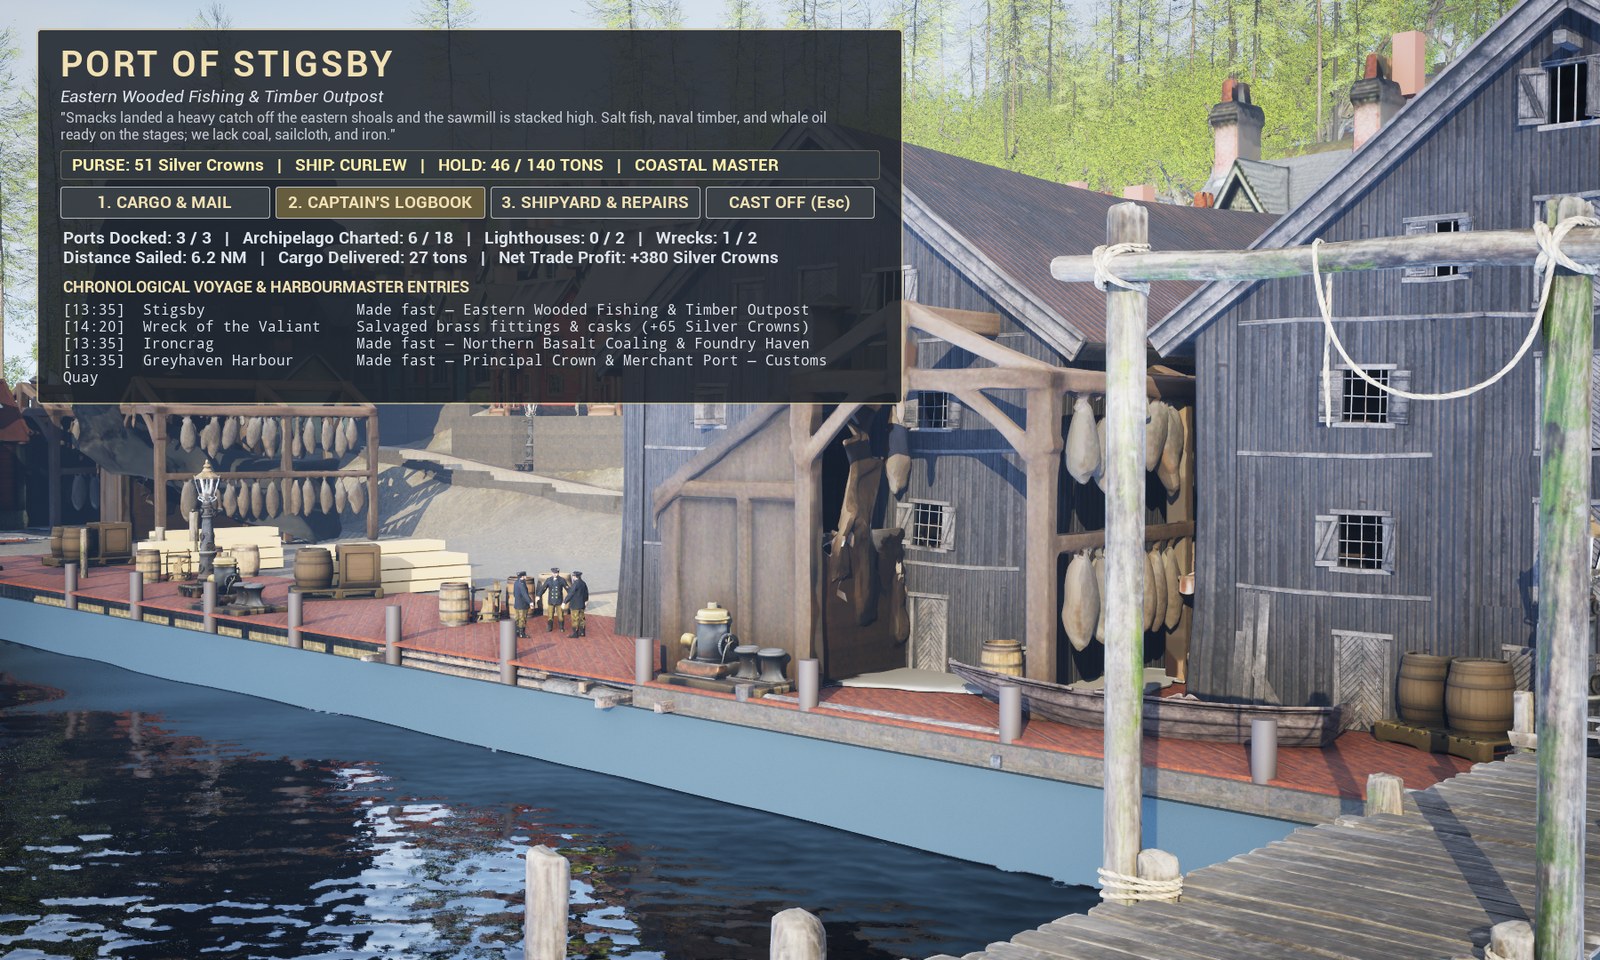 PORT OF STIGSBY
Eastern Wooded Fishing & Timber Outpost
"Smacks landed a heavy catch off the eastern shoals and the sawmill is stacked high. Salt fish, naval timber, and whale oil
ready on the stages; we lack coal, sailcloth, and iron."
PURSE: 51 Silver Crowns | SHIP: CURLEW | HOLD: 46 / 140 TONS | COASTAL MASTER
1. CARGO & MAIL 2. CAPTAIN'S LOGBOOK 3. SHIPYARD & REPAIRS CAST OFF (Esc)
Ports Docked: 3 / 3 | Archipelago Charted: 6 / 18 | Lighthouses: 0 / 2 | Wrecks: 1 / 2
Distance Sailed: 6.2 NM | Cargo Delivered: 27 tons | Net Trade Profit: +380 Silver Crowns
CHRONOLOGICAL VOYAGE & HARBOURMASTER ENTRIES
[13:35] Stigsby Made fast — Eastern Wooded Fishing & Timber Outpost
[14:20] Wreck of the Valiant Salvaged brass fittings & casks (+65 Silver Crowns)
[13:35] Ironcrag Made fast — Northern Basalt Coaling & Foundry Haven
[13:35] Greyhaven Harbour Made fast — Principal Crown & Merchant Port — Customs
Quay